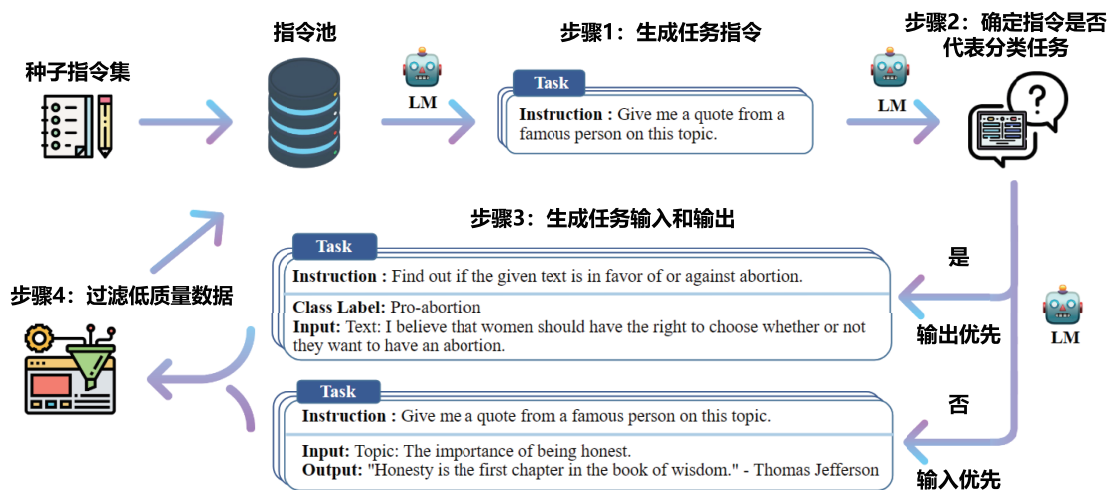 种子指令集
指令池
LM
步骤1：生成任务指令
Task
Instruction : Give me a quote from a
famous person on this topic.
LM
步骤2：确定指令是否
代表分类任务
步骤3：生成任务输入和输出
Task
Instruction : Find out if the given text is in favor of or against abortion.
Class Label: Pro-abortion
Input: Text: I believe that women should have the right to choose whether or not
they want to have an abortion.
是
输出优先
LM
步骤4：过滤低质量数据
Task
Instruction : Give me a quote from a famous person on this topic.
Input: Topic: The importance of being honest.
Output: "Honesty is the first chapter in the book of wisdom." - Thomas Jefferson
否
输入优先